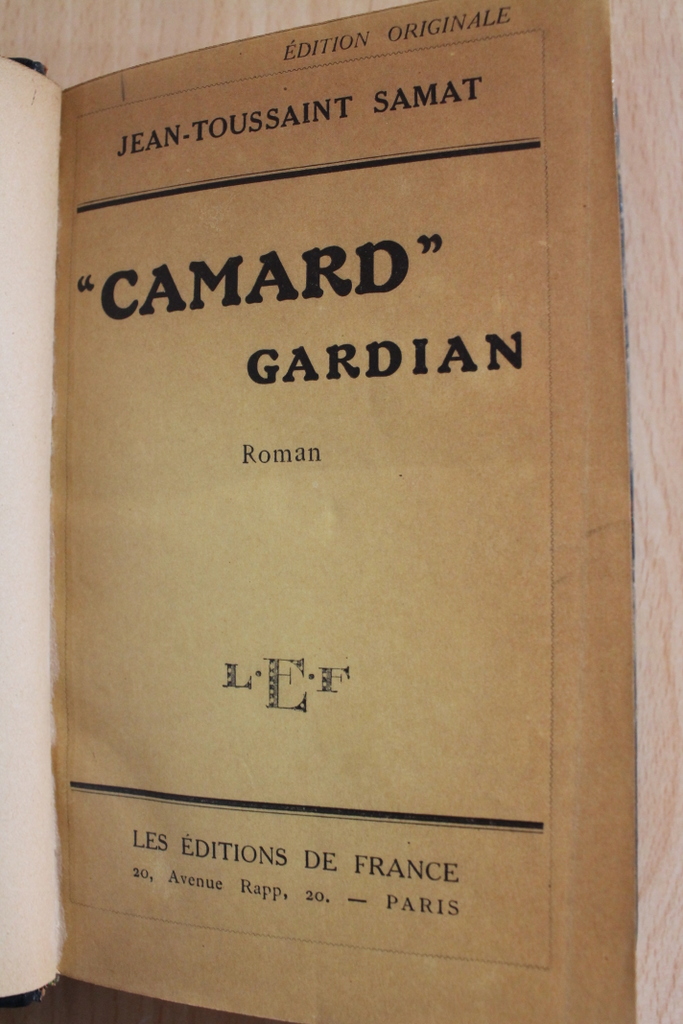 ÉDITION ORIGINALE
JEAN-TOUSSAINT SAMAT
“CAMARD”
GARDIAN
Roman
L·E·F
LES ÉDITIONS DE FRANCE
20, Avenue Rapp, 20. — PARIS